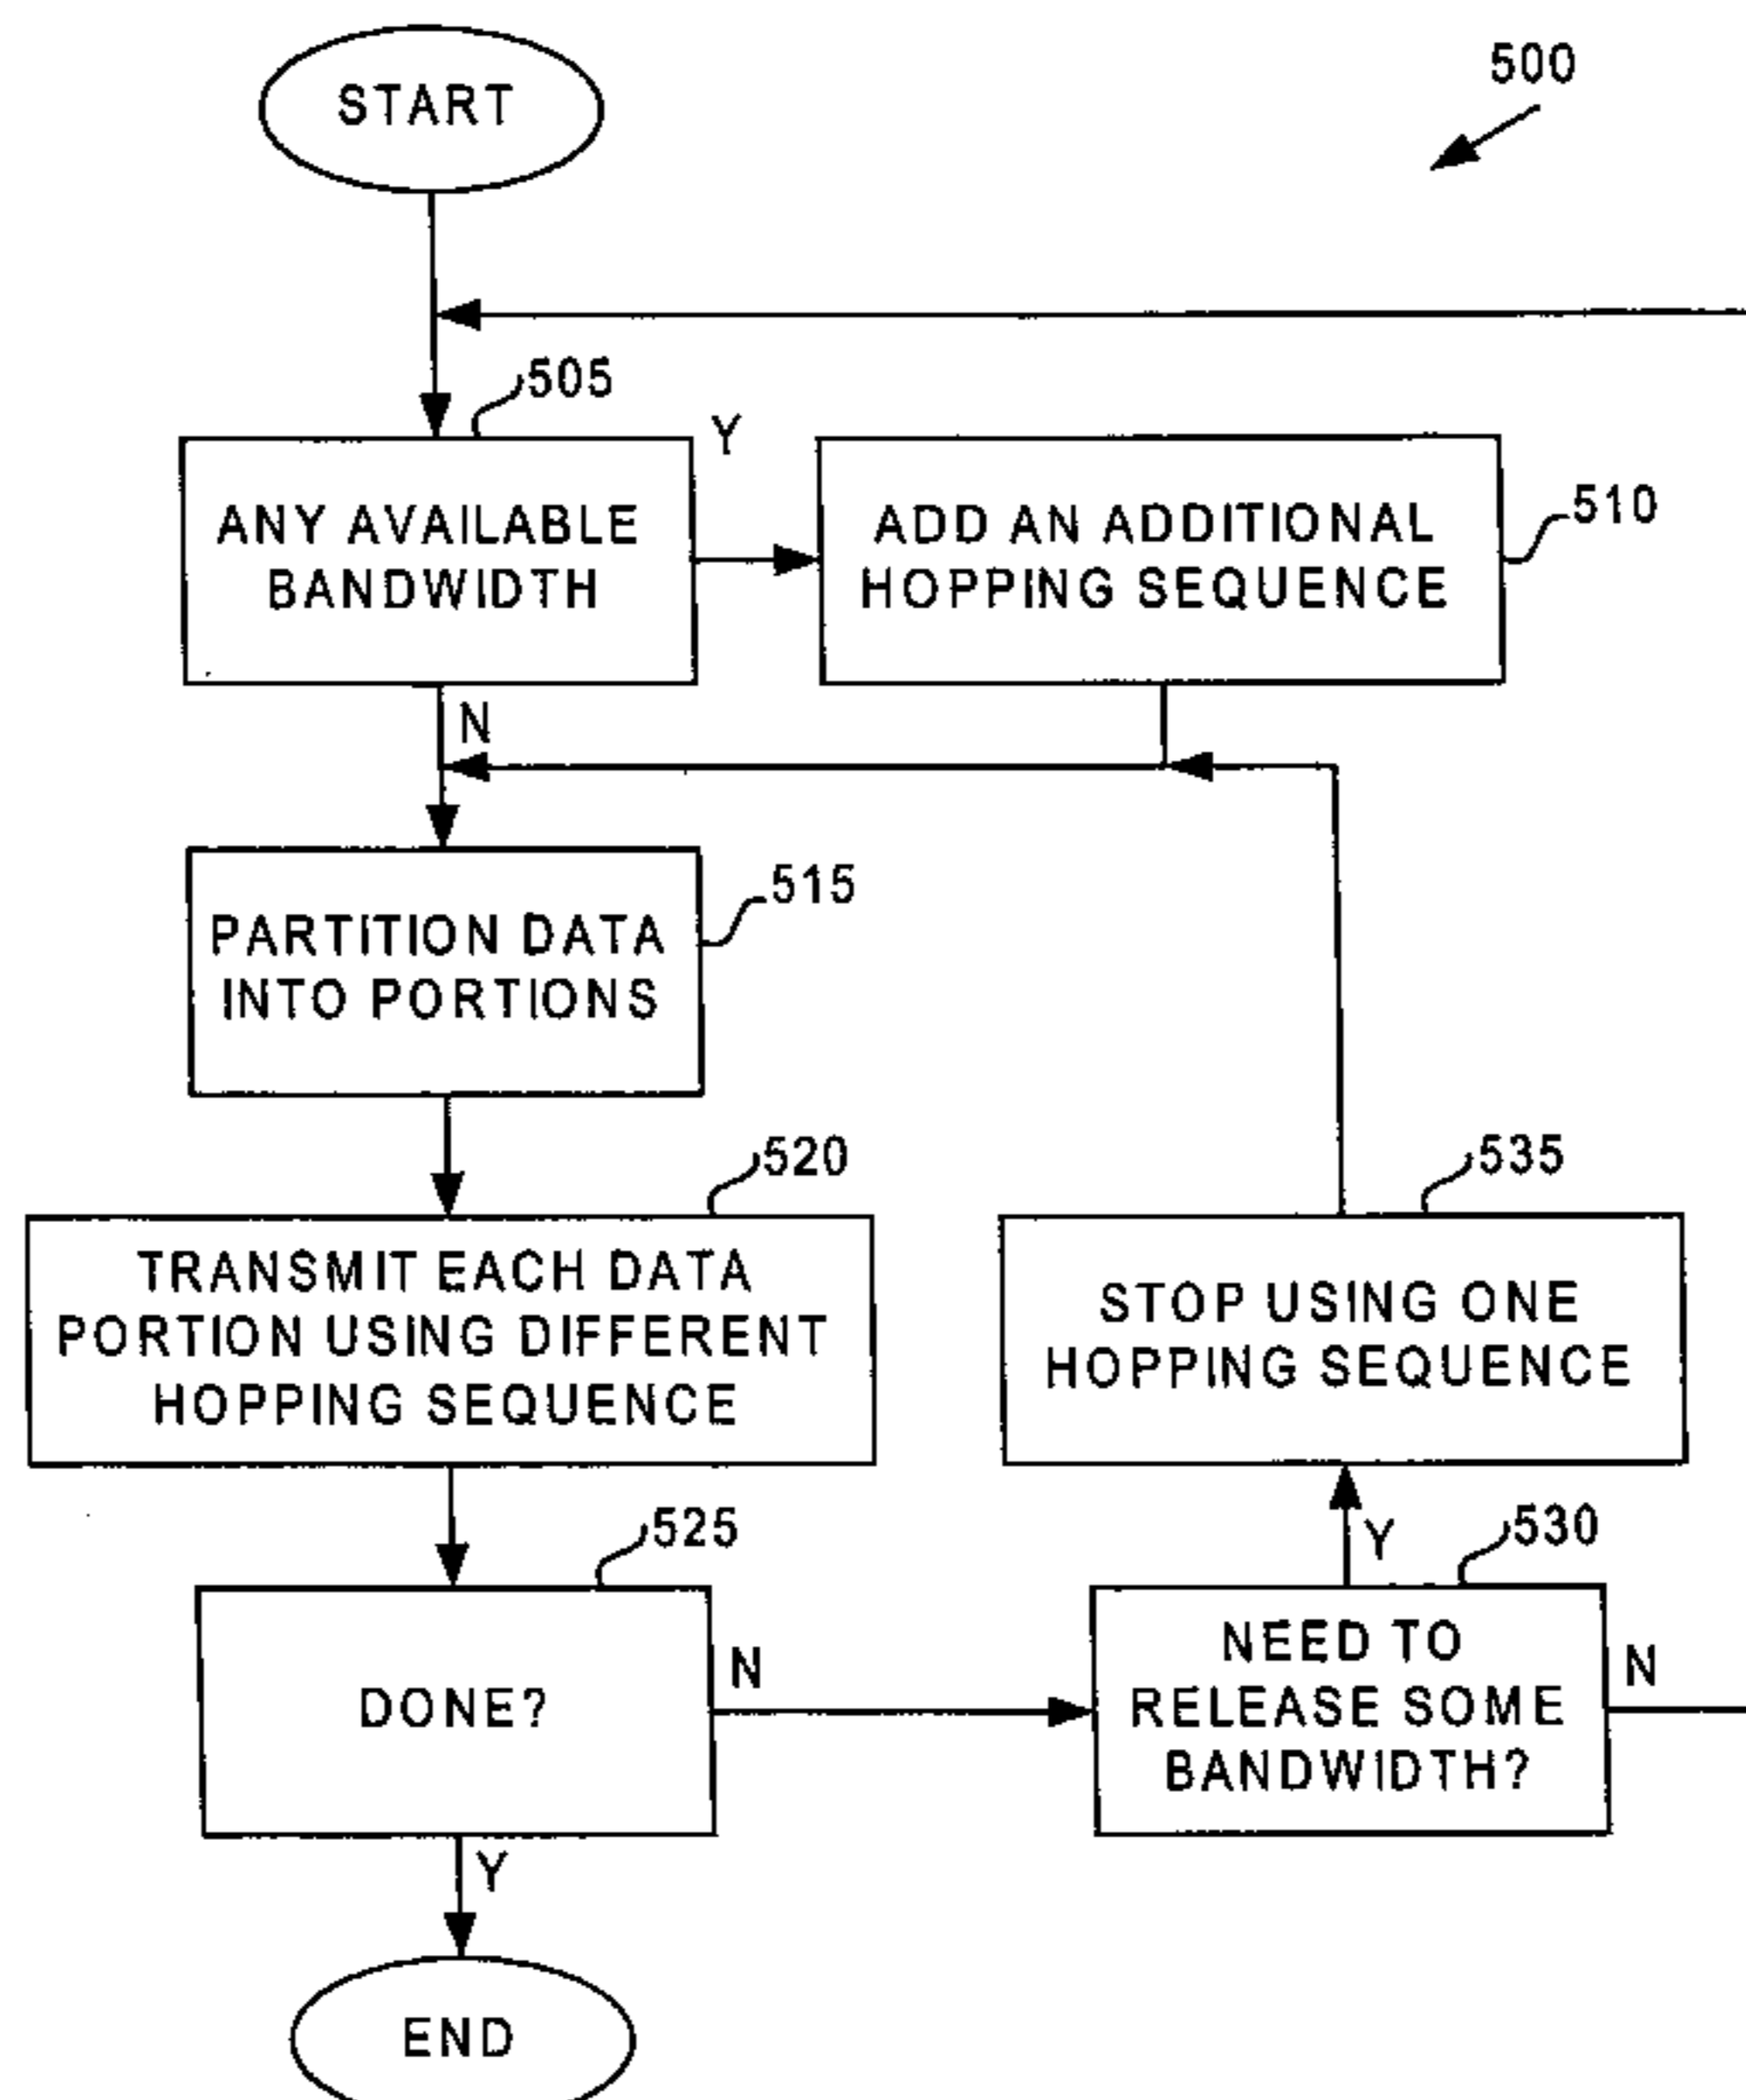 START
500
505
Y
ANY AVAILABLE
BANDWIDTH
ADD AN ADDITIONAL
HOPPING SEQUENCE
510
N
515
PARTITION DATA
INTO PORTIONS
520
TRANSMIT EACH DATA
PORTION USING DIFFERENT
HOPPING SEQUENCE
535
STOP USING ONE
HOPPING SEQUENCE
525
DONE?
N
Y
530
NEED TO
RELEASE SOME
BANDWIDTH?
N
Y
END